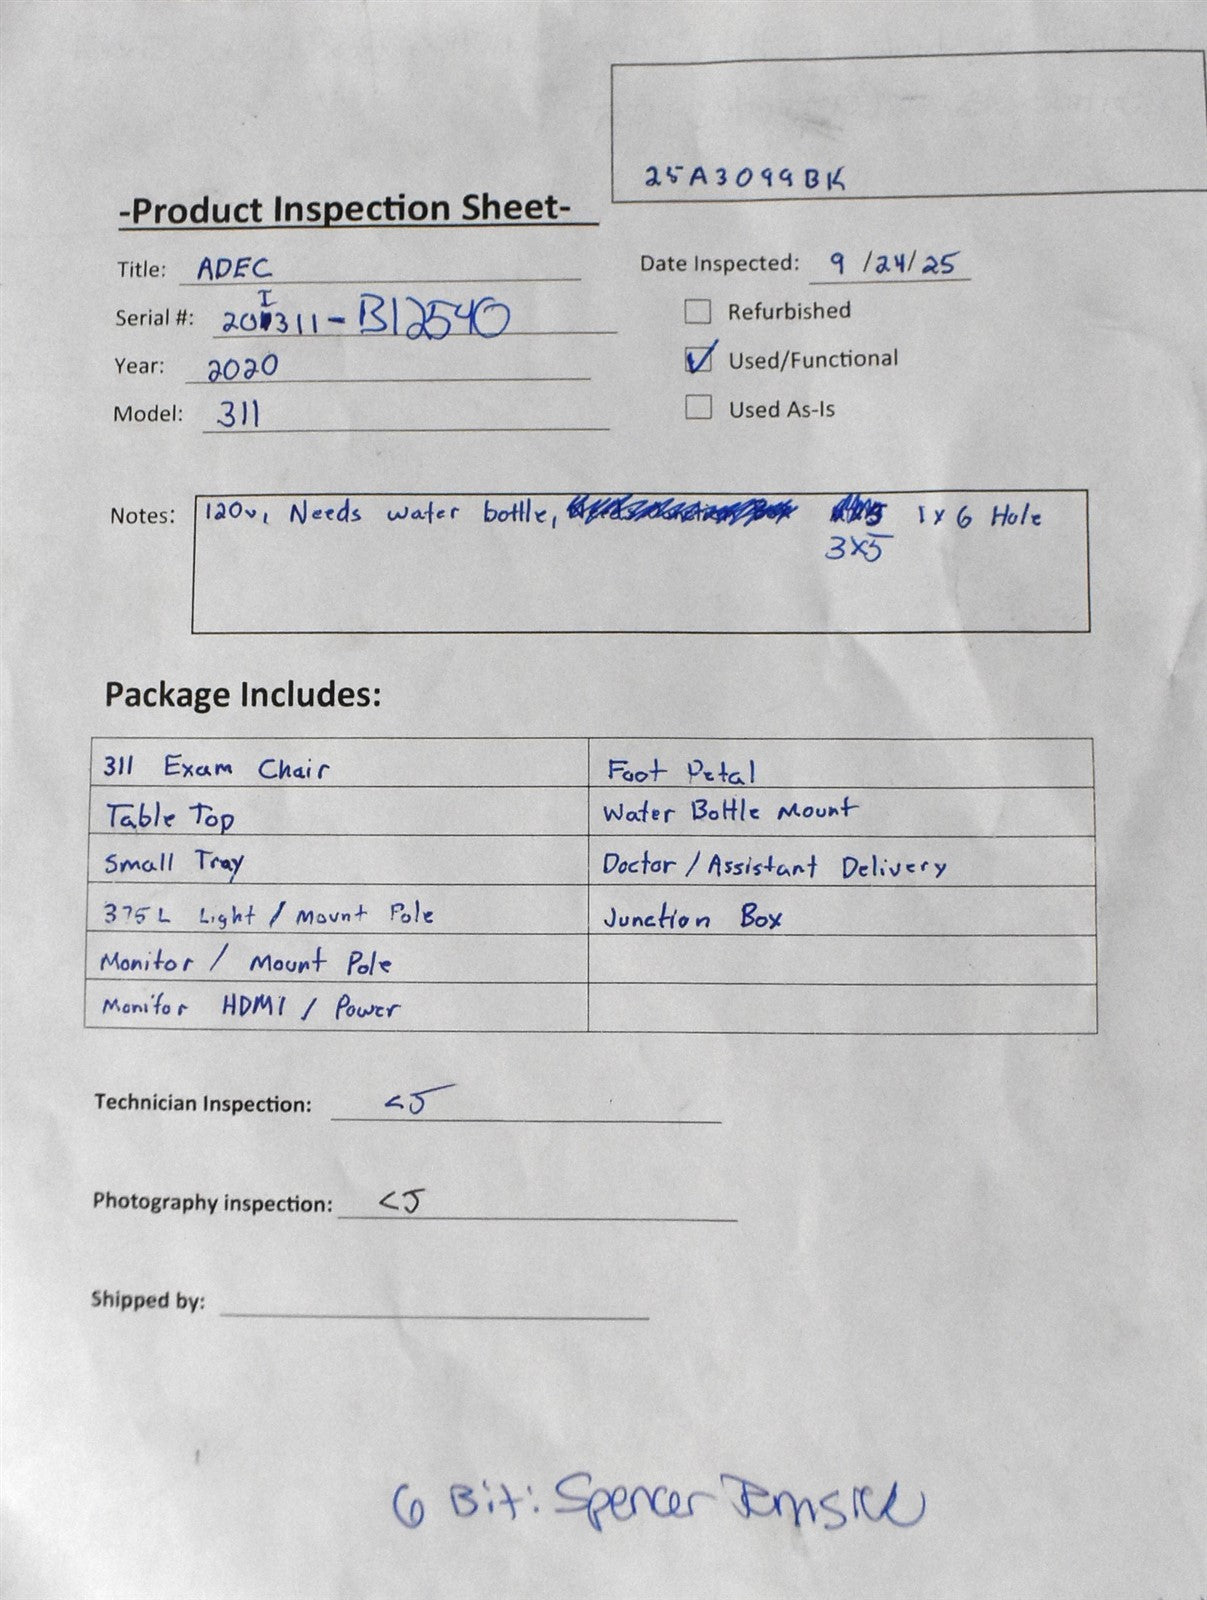 25A3099BK
-Product Inspection Sheet-
Title: ADEC
Date Inspected: 9 /24/25
Serial #: 20I311-B12540
Refurbished
Year: 2020
Used/Functional
Model: 311
Used As-Is
Notes: 120v, Needs water bottle, 1x6 Hole
3x5
Package Includes:
311 Exam Chair
Foot Petal
Table Top
Water Bottle Mount
Small Tray
Doctor / Assistant Delivery
375L Light / Mount Pole
Junction Box
Monitor / Mount Pole
Monitor HDMI / Power
Technician Inspection:
Photography inspection:
Shipped by:
6 Bit: Spencer